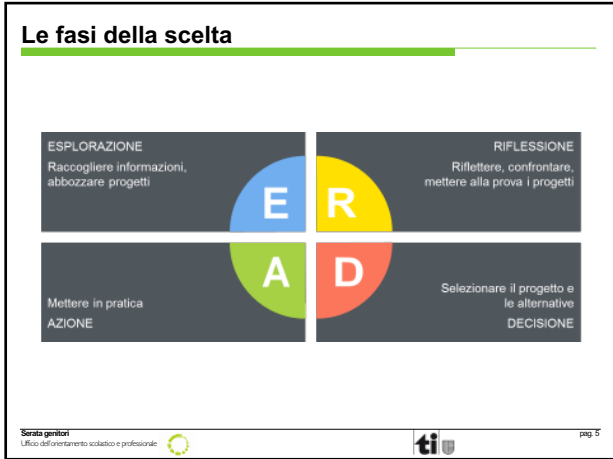 Le fasi della scelta
ESPLORAZIONE
Raccogliere informazioni,
abbozzare progetti
E
RIFLESSIONE
Riflettere, confrontare,
mettere alla prova i progetti
R
A
Mettere in pratica
AZIONE
D
Selezionare il progetto e
le alternative
DECISIONE
Serata genitori
Ufficio dell'orientamento scolastico e professionale
ti
pag. 5